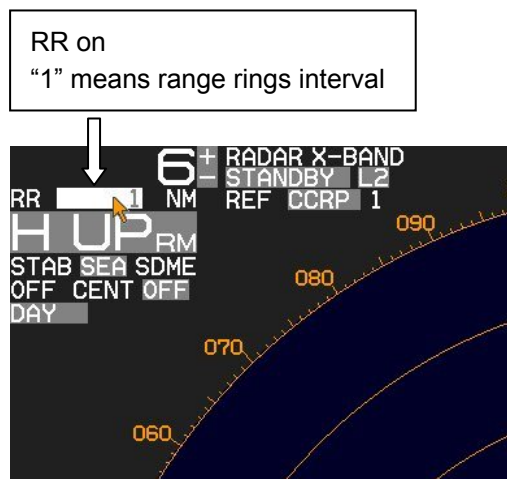 RR on
“1” means range rings interval
6 + RADAR X-BAND
- STANDBY L2
RR 1 NM REF CCRP 1
H UP RM
STAB SEA SDME
OFF CENT OFF
DAY
090
080
070
060